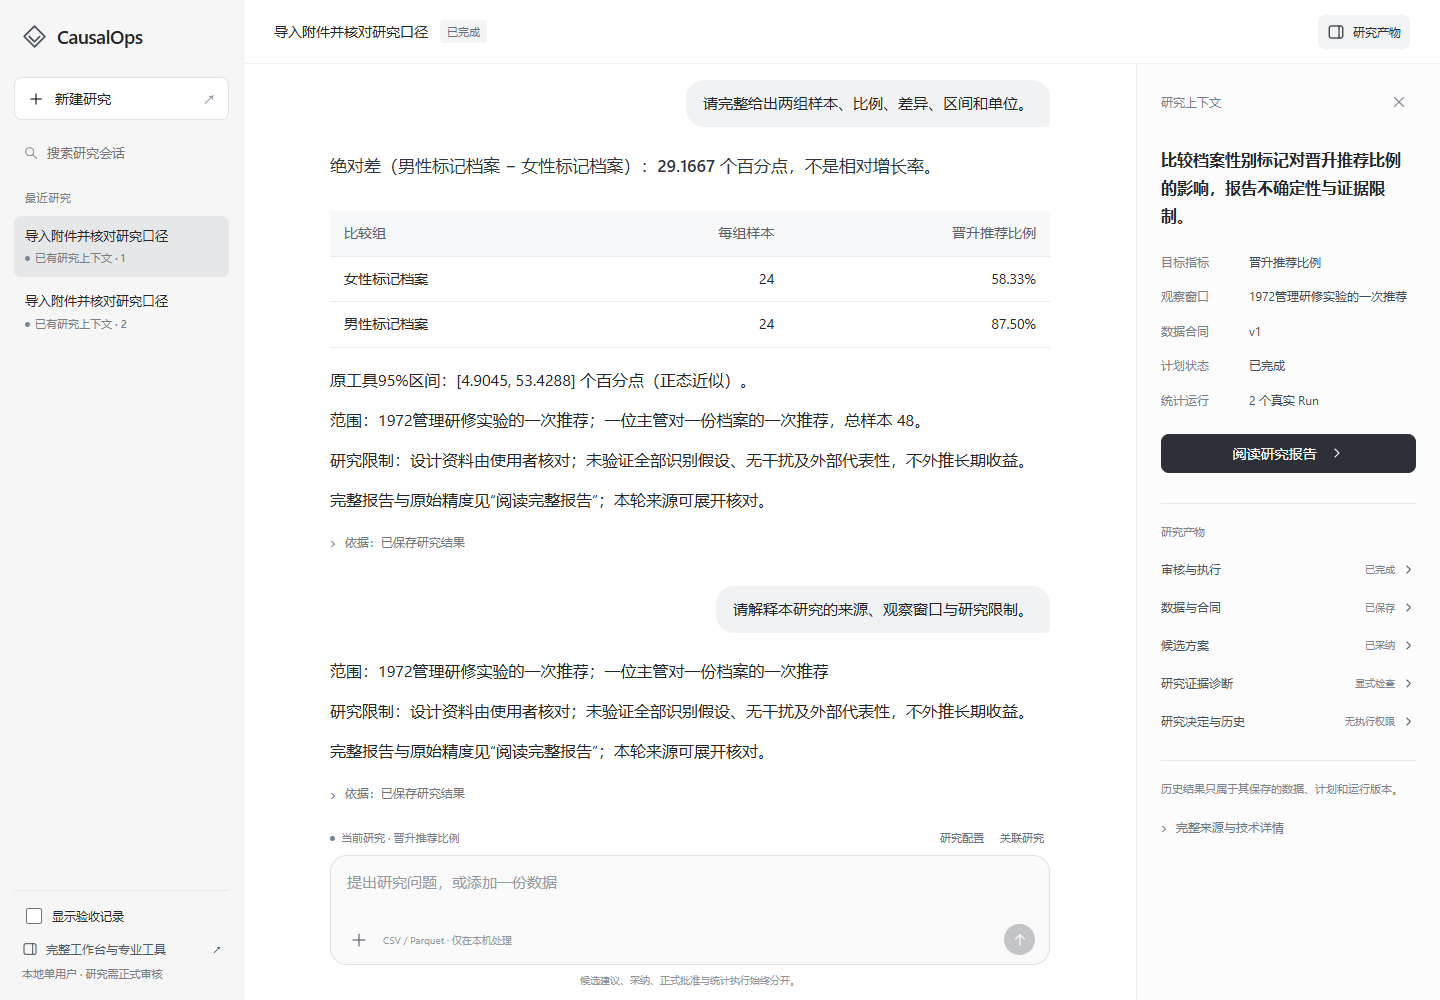 CausalOps
新建研究
搜索研究会话
最近研究
导入附件并核对研究口径
已有研究上下文 · 1
导入附件并核对研究口径
已有研究上下文 · 2
显示验收记录
完整工作台与专业工具
本地单用户 · 研究需正式审核
导入附件并核对研究口径 已完成
研究产物
请完整给出两组样本、比例、差异、区间和单位。
绝对差（男性标记档案 − 女性标记档案）：29.1667 个百分点，不是相对增长率。
比较组 每组样本 晋升推荐比例
女性标记档案 24 58.33%
男性标记档案 24 87.50%
原工具95%区间：[4.9045, 53.4288] 个百分点（正态近似）。
范围：1972管理研修实验的一次推荐；一位主管对一份档案的一次推荐，总样本 48。
研究限制：设计资料由使用者核对；未验证全部识别假设、无干扰及外部代表性，不外推长期收益。
完整报告与原始精度见“阅读完整报告”；本轮来源可展开核对。
依据：已保存研究结果
请解释本研究的来源、观察窗口与研究限制。
范围：1972管理研修实验的一次推荐；一位主管对一份档案的一次推荐
研究限制：设计资料由使用者核对；未验证全部识别假设、无干扰及外部代表性，不外推长期收益。
完整报告与原始精度见“阅读完整报告”；本轮来源可展开核对。
依据：已保存研究结果
当前研究 · 晋升推荐比例 研究配置 关联研究
提出研究问题，或添加一份数据
CSV / Parquet · 仅在本机处理
候选建议、采纳、正式批准与统计执行始终分开。
研究上下文
比较档案性别标记对晋升推荐比例
的影响，报告不确定性与证据限
制。
目标指标 晋升推荐比例
观察窗口 1972管理研修实验的一次推荐
数据合同 v1
计划状态 已完成
统计运行 2 个真实 Run
阅读研究报告
研究产物
审核与执行 已完成
数据与合同 已保存
候选方案 已采纳
研究证据诊断 显式检查
研究决定与历史 无执行权限
历史结果只属于其保存的数据、计划和运行版本。
完整来源与技术详情